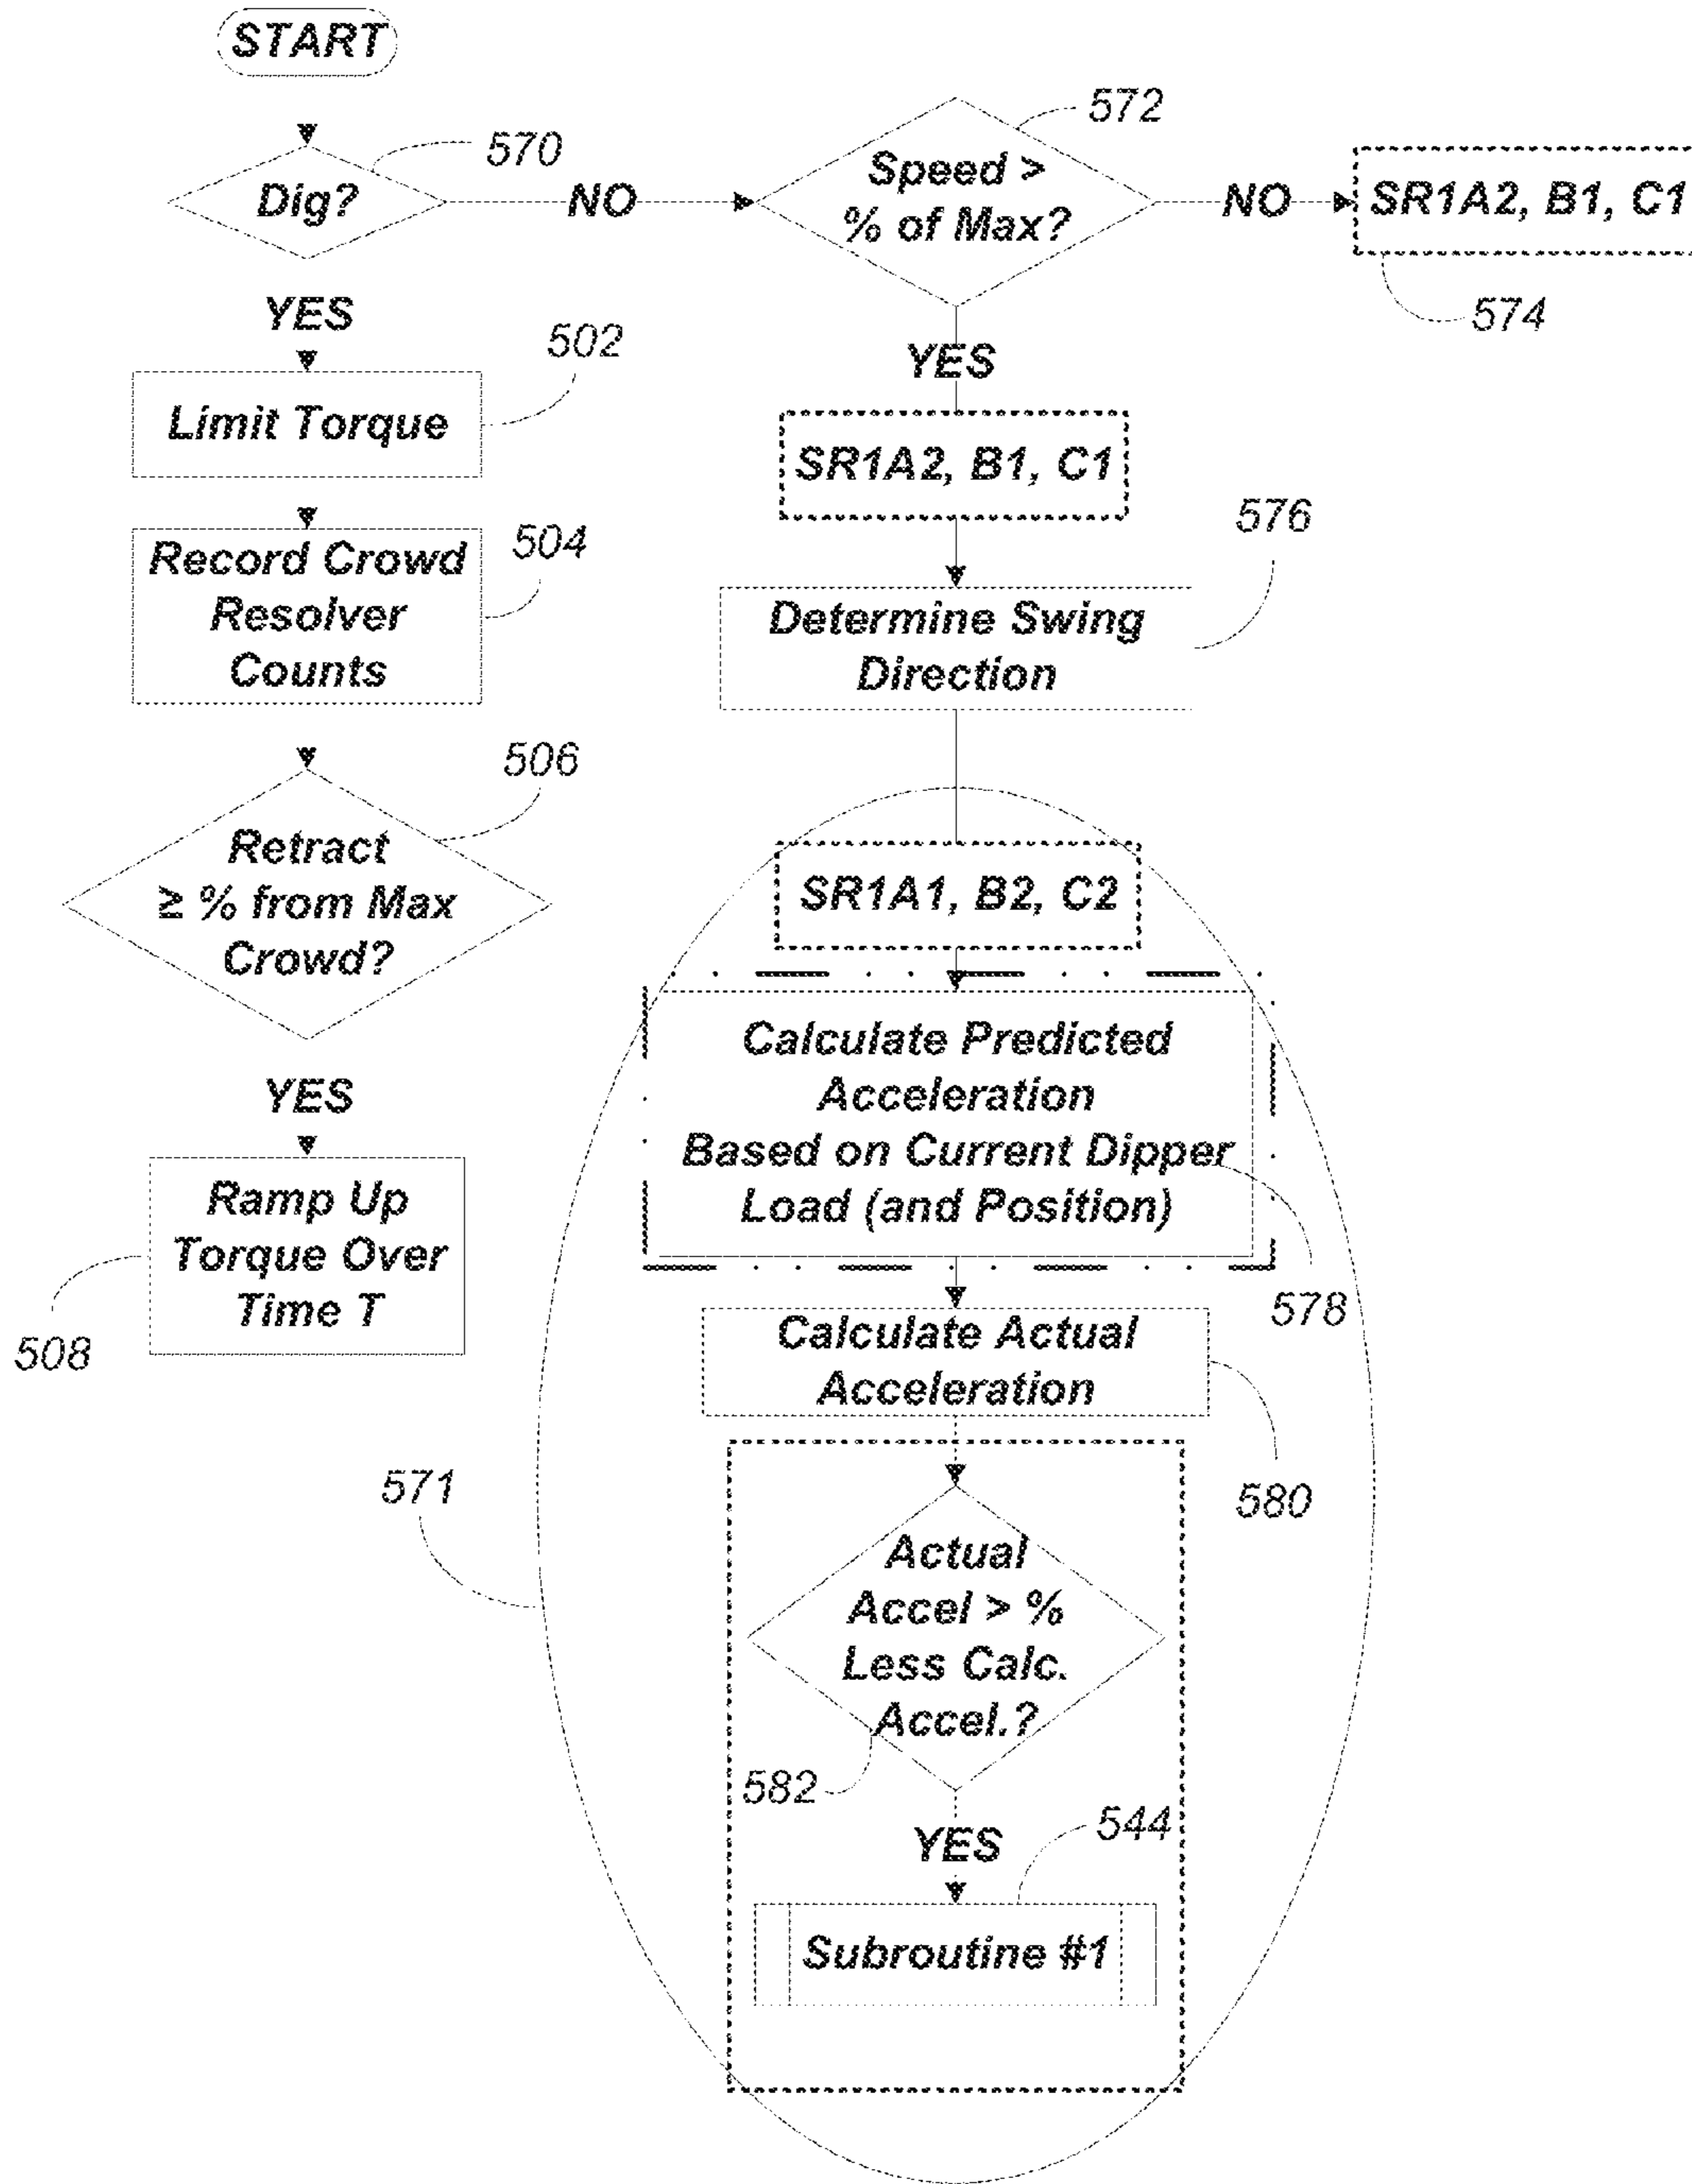 START
570
Dig?
NO
572
Speed >
% of Max?
NO
SR1A2, B1, C1
574
YES
502
Limit Torque
504
Record Crowd
Resolver
Counts
506
Retract
≥ % from Max
Crowd?
YES
Ramp Up
Torque Over
Time T
508
YES
SR1A2, B1, C1
576
Determine Swing
Direction
SR1A1, B2, C2
Calculate Predicted
Acceleration
Based on Current Dipper
Load (and Position)
578
Calculate Actual
Acceleration
580
571
Actual
Accel > %
Less Calc.
Accel.?
582
YES
544
Subroutine #1